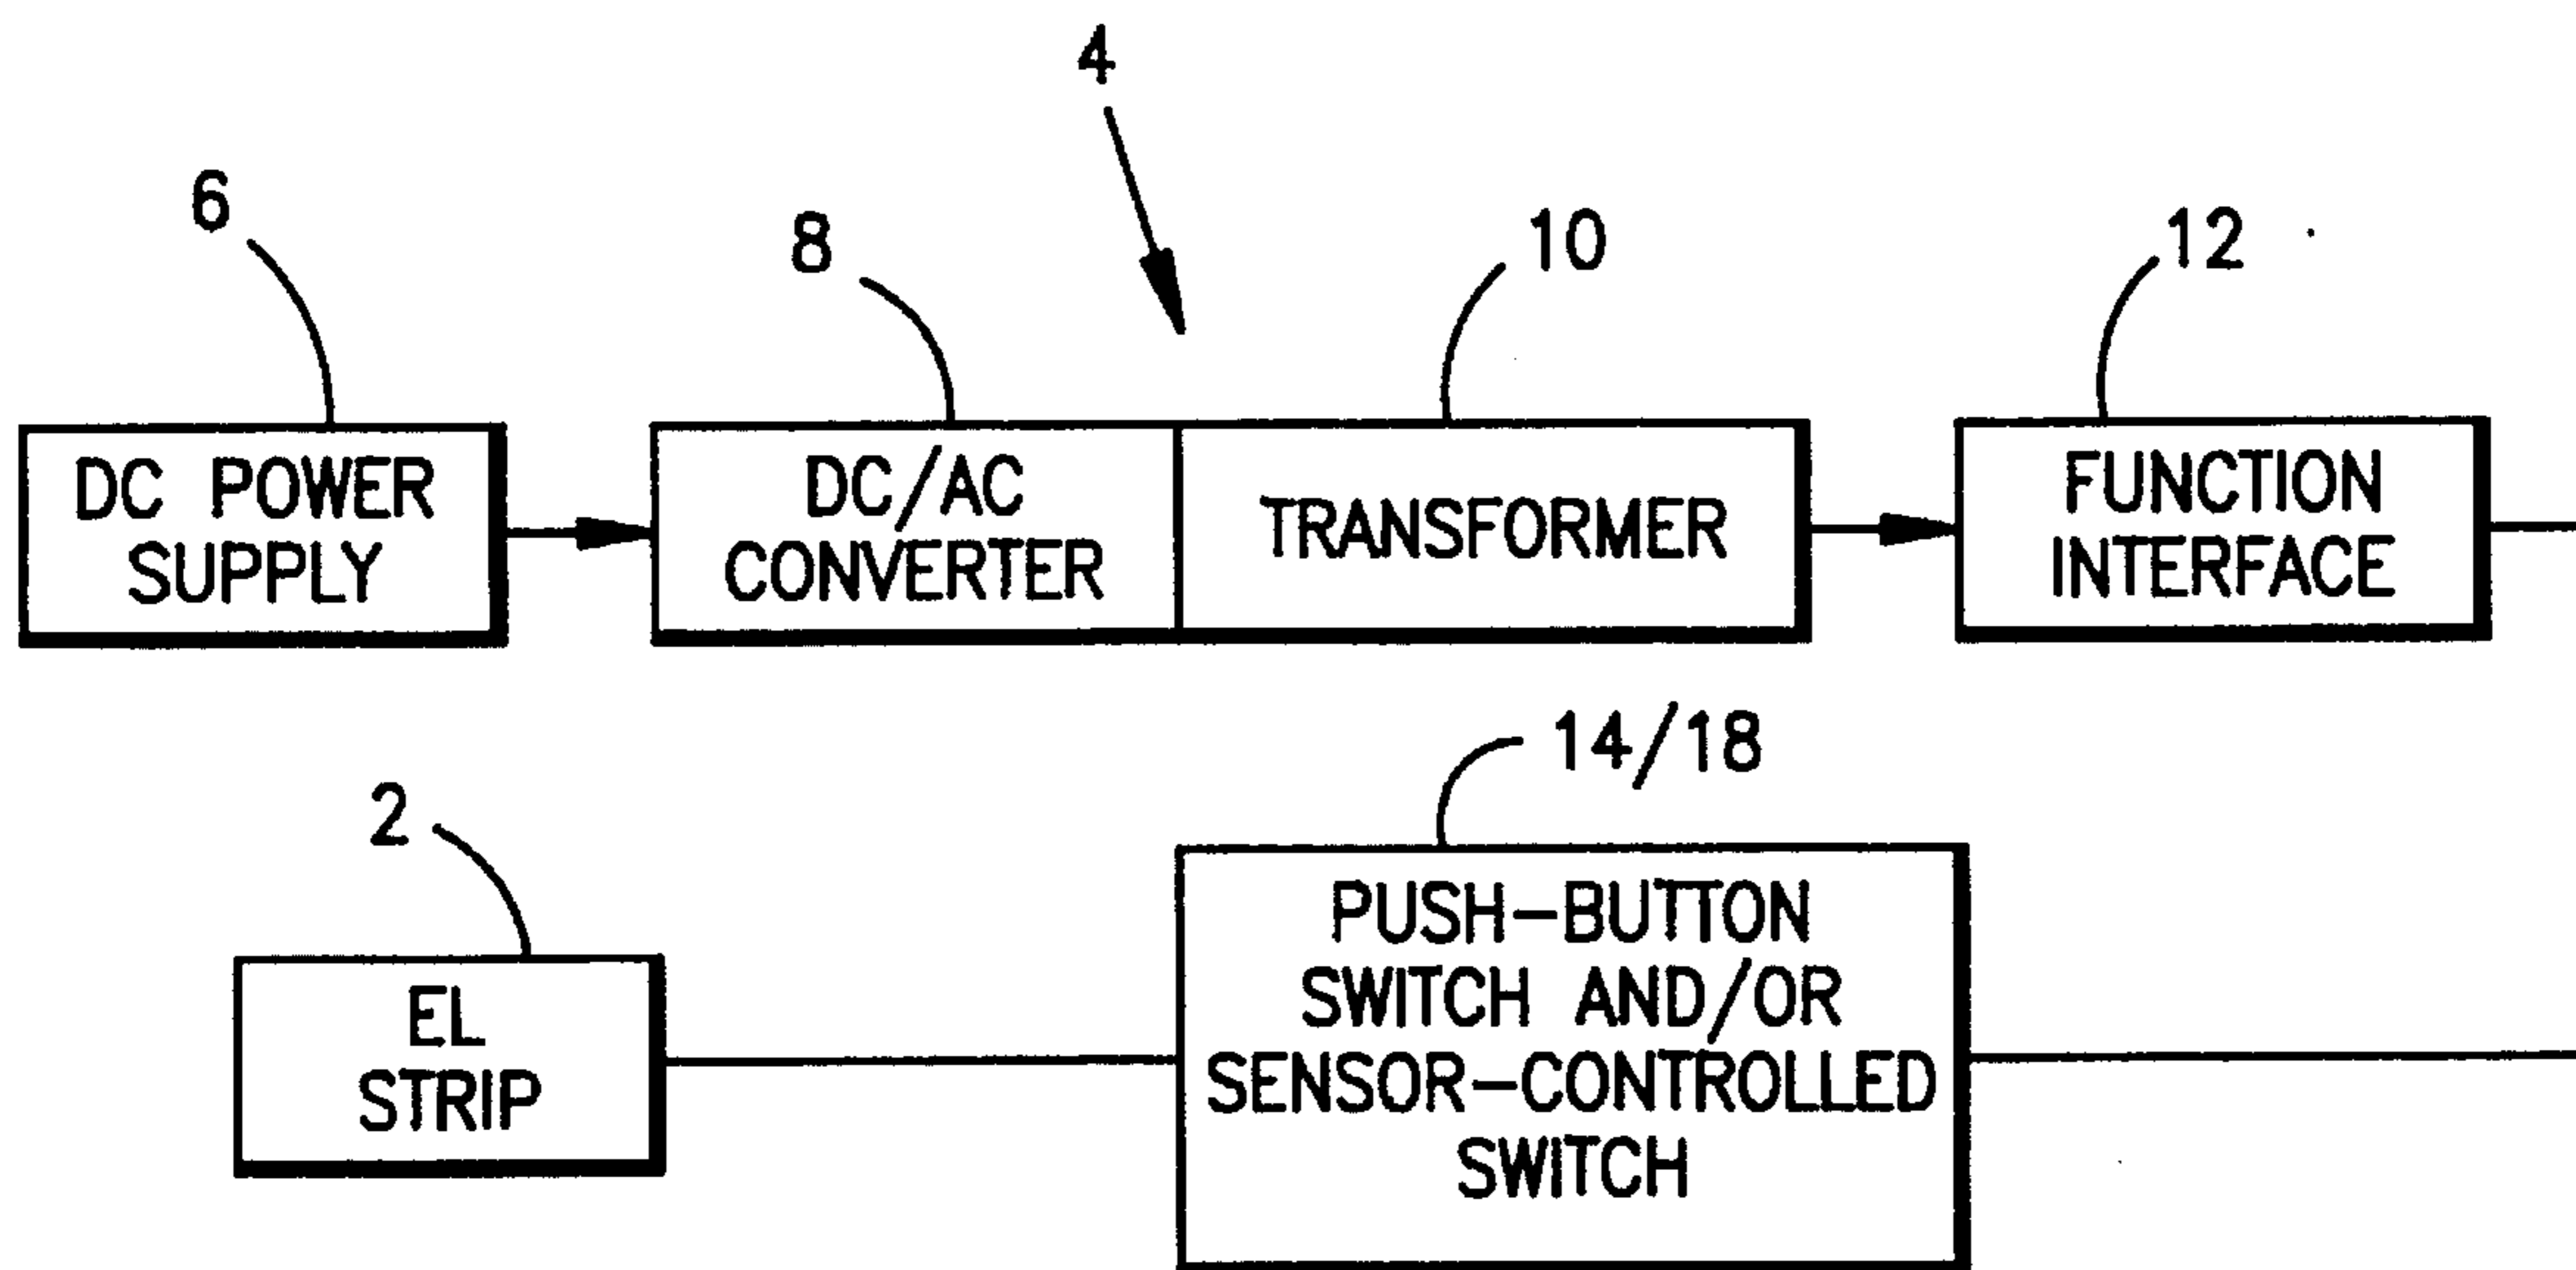 4
6
8
10
12
DC POWER
SUPPLY
DC/AC
CONVERTER
TRANSFORMER
FUNCTION
INTERFACE
14/18
2
PUSH-BUTTON
SWITCH AND/OR
SENSOR-CONTROLLED
SWITCH
EL
STRIP